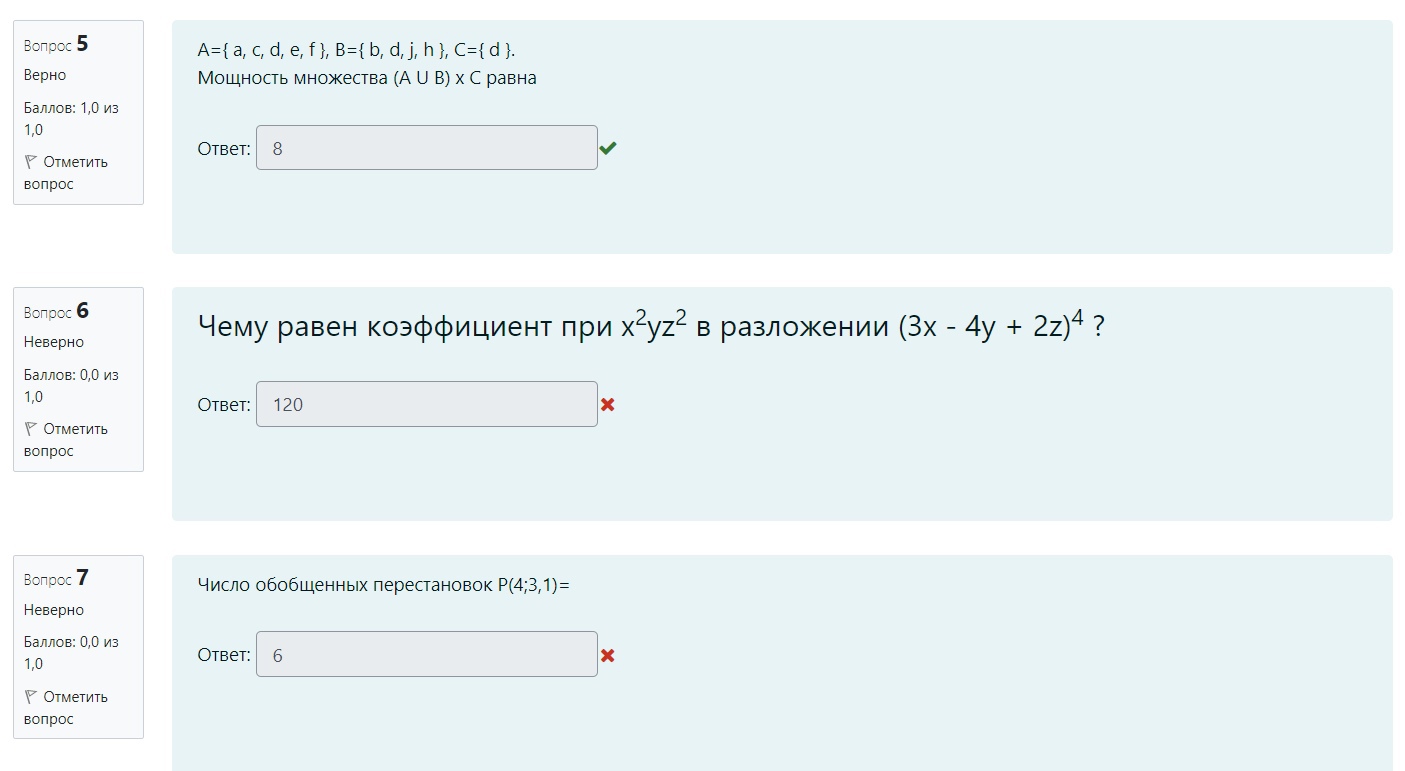 Вопрос 5
Верно
Баллов: 1,0 из
1,0
Отметить
вопрос
A={ a, c, d, e, f }, B={ b, d, j, h }, C={ d }.
Мощность множества (A U B) x C равна
Ответ: 8
Вопрос 6
Неверно
Баллов: 0,0 из
1,0
Отметить
вопрос
Чему равен коэффициент при x²yz² в разложении (3x - 4y + 2z)⁴ ?
Ответ: 120
Вопрос 7
Неверно
Баллов: 0,0 из
1,0
Отметить
вопрос
Число обобщенных перестановок P(4;3,1)=
Ответ: 6